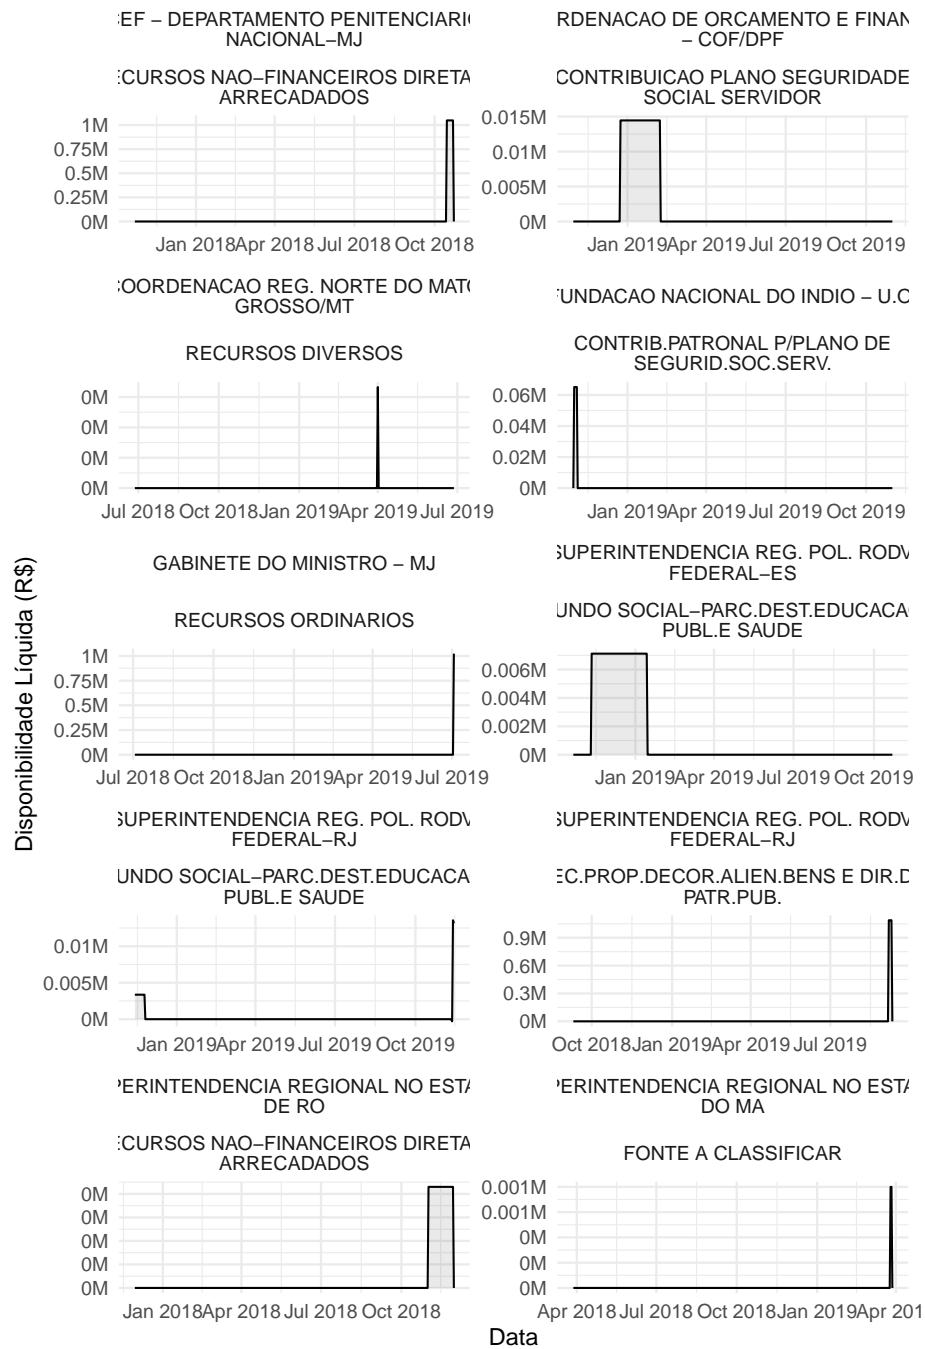 EF − DEPARTAMENTO PENITENCIARI
NACIONAL−MJ
ECURSOS NAO−FINANCEIROS DIRETA
ARRECADADOS
1M
0.75M
0.5M
0.25M
0M
Jan 2018 Apr 2018 Jul 2018 Oct 2018
RDENACAO DE ORCAMENTO E FINAN
− COF/DPF
CONTRIBUICAO PLANO SEGURIDADE
SOCIAL SERVIDOR
0.015M
0.01M
0.005M
0M
Jan 2019 Apr 2019 Jul 2019 Oct 2019
COORDENACAO REG. NORTE DO MATO
GROSSO/MT
RECURSOS DIVERSOS
0M
0M
0M
0M
Jul 2018 Oct 2018 Jan 2019 Apr 2019 Jul 2019
FUNDACAO NACIONAL DO INDIO − U.C
CONTRIB.PATRONAL P/PLANO DE
SEGURID.SOC.SERV.
0.06M
0.04M
0.02M
0M
Jan 2019 Apr 2019 Jul 2019 Oct 2019
Disponibilidade Líquida (R$)
GABINETE DO MINISTRO − MJ
RECURSOS ORDINARIOS
1M
0.75M
0.5M
0.25M
0M
Jul 2018 Oct 2018 Jan 2019 Apr 2019 Jul 2019
SUPERINTENDENCIA REG. POL. RODV
FEDERAL−ES
UNDO SOCIAL−PARC.DEST.EDUCACA
PUBL.E SAUDE
0.006M
0.004M
0.002M
0M
Jan 2019 Apr 2019 Jul 2019 Oct 2019
SUPERINTENDENCIA REG. POL. RODV
FEDERAL−RJ
UNDO SOCIAL−PARC.DEST.EDUCACA
PUBL.E SAUDE
0.01M
0.005M
0M
Jan 2019 Apr 2019 Jul 2019 Oct 2019
SUPERINTENDENCIA REG. POL. RODV
FEDERAL−RJ
EC.PROP.DECOR.ALIEN.BENS E DIR.D
PATR.PUB.
0.9M
0.6M
0.3M
0M
Oct 2018 Jan 2019 Apr 2019 Jul 2019
PERINTENDENCIA REGIONAL NO ESTA
DE RO
ECURSOS NAO−FINANCEIROS DIRETA
ARRECADADOS
0M
0M
0M
0M
0M
Jan 2018 Apr 2018 Jul 2018 Oct 2018
PERINTENDENCIA REGIONAL NO ESTA
DO MA
FONTE A CLASSIFICAR
0.001M
0.001M
0M
0M
0M
Apr 2018 Jul 2018 Oct 2018 Jan 2019 Apr 201
Data